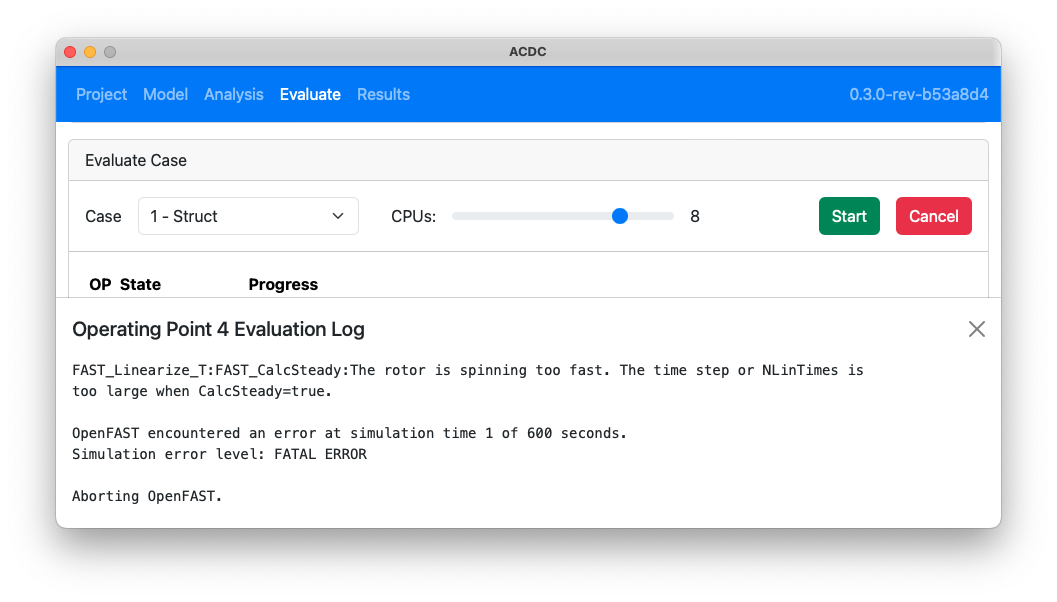 ACDC
Project Model Analysis Evaluate Results 0.3.0-rev-b53a8d4
Evaluate Case
Case 1 - Struct CPUs: 8 Start Cancel
OP State Progress
Operating Point 4 Evaluation Log
FAST_Linearize_T:FAST_CalcSteady:The rotor is spinning too fast. The time step or NLinTimes is
too large when CalcSteady=true.
OpenFAST encountered an error at simulation time 1 of 600 seconds.
Simulation error level: FATAL ERROR
Aborting OpenFAST.